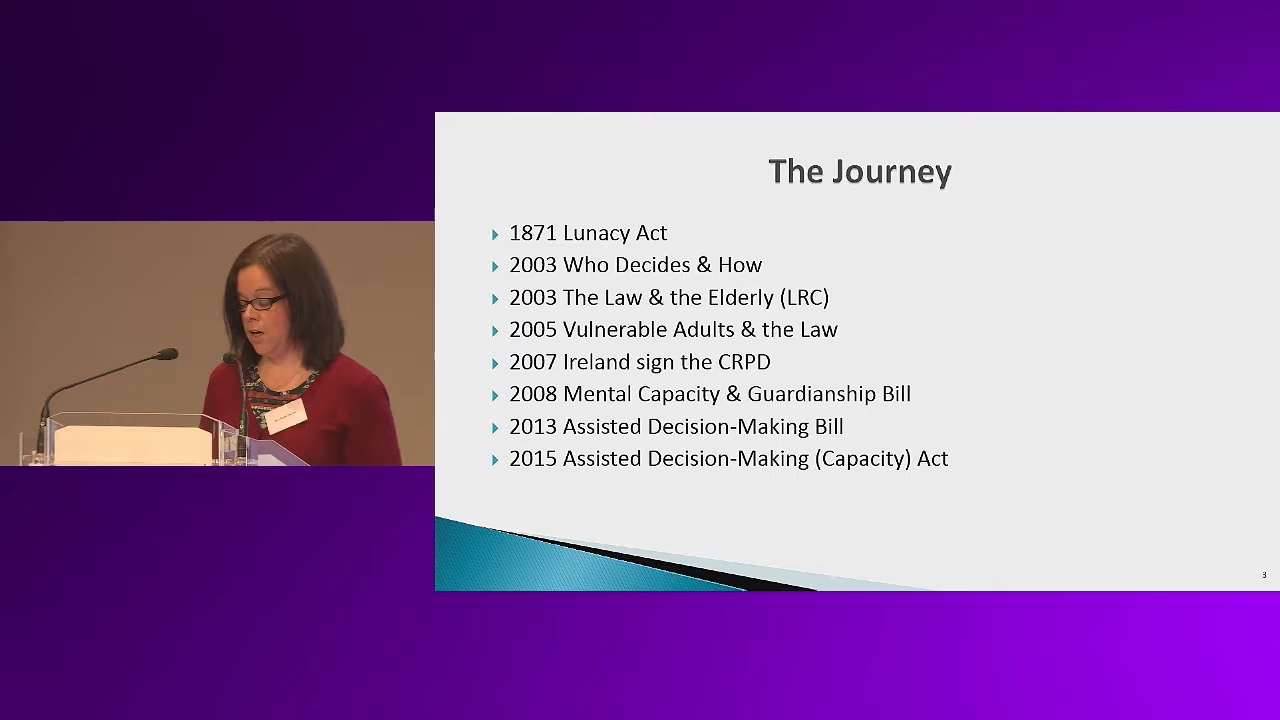 The Journey
1871 Lunacy Act
2003 Who Decides & How
2003 The Law & the Elderly (LRC)
2005 Vulnerable Adults & the Law
2007 Ireland sign the CRPD
2008 Mental Capacity & Guardianship Bill
2013 Assisted Decision-Making Bill
2015 Assisted Decision-Making (Capacity) Act
3